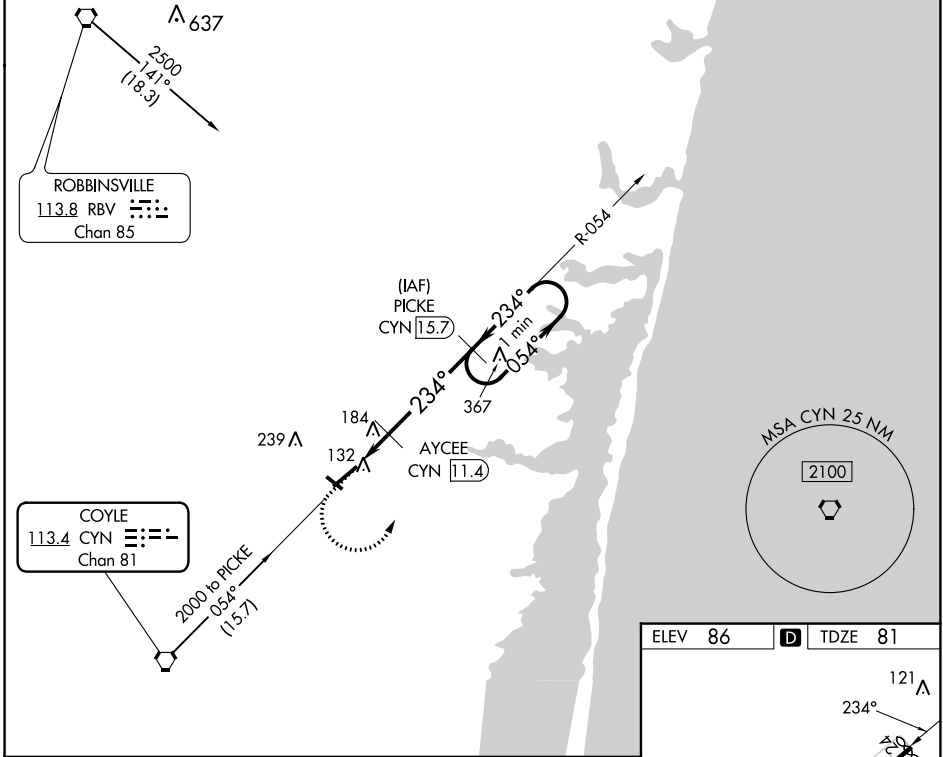 637
2500
141°
(18.3)
ROBBINSVILLE
113.8 RBV
Chan 85
R-054
(IAF)
PICKE
CYN 15.7
234°
1 min
054°
367
234°
184
239
132
AYCEE
CYN 11.4
MSA CYN 25 NM
2100
COYLE
113.4 CYN
Chan 81
2000 to PICKE
054°
(15.7)
ELEV 86 D TDZE 81
121
234°